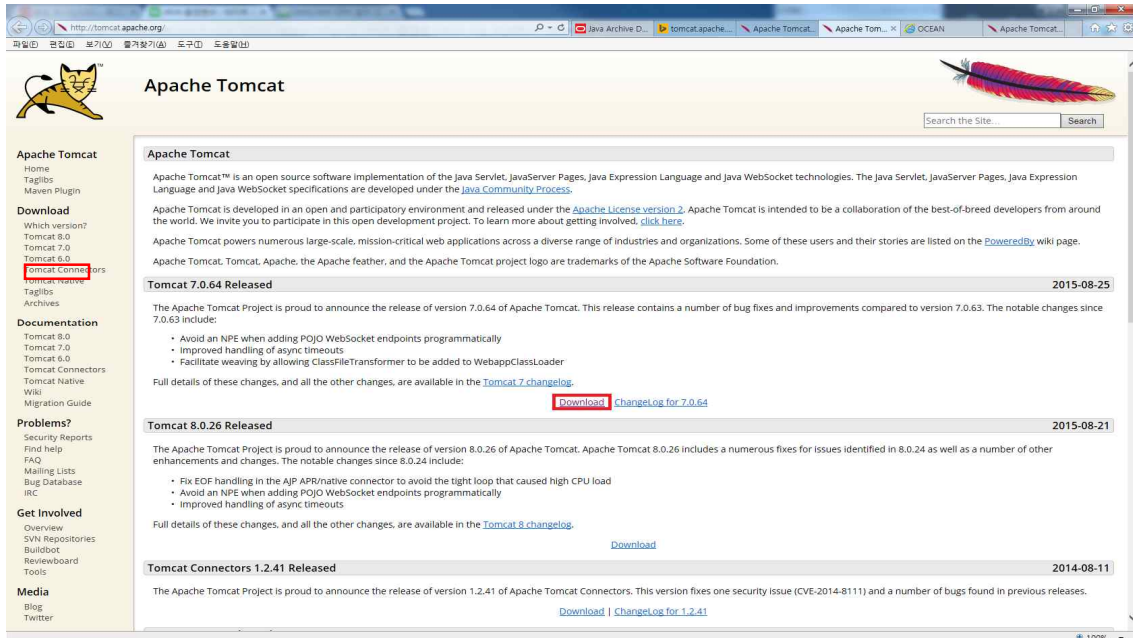 http://tomcat.apache.org/
Java Archive D...
tomcat.apache....
Apache Tomcat...
Apache Tom...
OCEAN
Apache Tomcat...
파일(F) 편집(E) 보기(V) 즐겨찾기(A) 도구(T) 도움말(H)
Apache Tomcat
Search the Site...
Search
Apache Tomcat
Home
Taglibs
Maven Plugin
Download
Which version?
Tomcat 8.0
Tomcat 7.0
Tomcat 6.0
Tomcat Connectors
Tomcat Native
Taglibs
Archives
Documentation
Tomcat 8.0
Tomcat 7.0
Tomcat 6.0
Tomcat Connectors
Tomcat Native
Wiki
Migration Guide
Problems?
Security Reports
Find help
FAQ
Mailing Lists
Bug Database
IRC
Get Involved
Overview
SVN Repositories
Buildbot
Reviewboard
Tools
Media
Blog
Twitter
Apache Tomcat
Apache Tomcat™ is an open source software implementation of the Java Servlet, JavaServer Pages, Java Expression Language and Java WebSocket technologies. The Java Servlet, JavaServer Pages, Java Expression
Language and Java WebSocket specifications are developed under the Java Community Process.
Apache Tomcat is developed in an open and participatory environment and released under the Apache License version 2. Apache Tomcat is intended to be a collaboration of the best-of-breed developers from around
the world. We invite you to participate in this open development project. To learn more about getting involved, click here.
Apache Tomcat powers numerous large-scale, mission-critical web applications across a diverse range of industries and organizations. Some of these users and their stories are listed on the PoweredBy wiki page.
Apache Tomcat, Tomcat, Apache, the Apache feather, and the Apache Tomcat project logo are trademarks of the Apache Software Foundation.
Tomcat 7.0.64 Released 2015-08-25
The Apache Tomcat Project is proud to announce the release of version 7.0.64 of Apache Tomcat. This release contains a number of bug fixes and improvements compared to version 7.0.63. The notable changes since
7.0.63 include:
• Avoid an NPE when adding POJO WebSocket endpoints programmatically
• Improved handling of async timeouts
• Facilitate weaving by allowing ClassFileTransformer to be added to WebappClassLoader
Full details of these changes, and all the other changes, are available in the Tomcat 7 changelog.
Download | ChangeLog for 7.0.64
Tomcat 8.0.26 Released 2015-08-21
The Apache Tomcat Project is proud to announce the release of version 8.0.26 of Apache Tomcat. Apache Tomcat 8.0.26 includes a numerous fixes for issues identified in 8.0.24 as well as a number of other
enhancements and changes. The notable changes since 8.0.24 include:
• Fix EOF handling in the AJP APR/native connector to avoid the tight loop that caused high CPU load
• Avoid an NPE when adding POJO WebSocket endpoints programmatically
• Improved handling of async timeouts
Full details of these changes, and all the other changes, are available in the Tomcat 8 changelog.
Download
Tomcat Connectors 1.2.41 Released 2014-08-11
The Apache Tomcat Project is proud to announce the release of version 1.2.41 of Apache Tomcat Connectors. This version fixes one security issue (CVE-2014-8111) and a number of bugs found in previous releases.
Download | ChangeLog for 1.2.41
100%